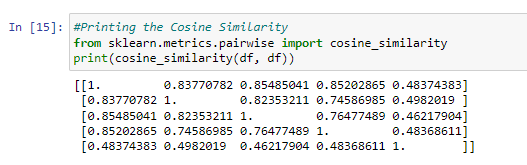 In [15]: #Printing the Cosine Similarity
from sklearn.metrics.pairwise import cosine_similarity
print(cosine_similarity(df, df))
[[1.         0.83770782 0.85485041 0.85202865 0.48374383]
 [0.83770782 1.         0.82353211 0.74586985 0.4982019 ]
 [0.85485041 0.82353211 1.         0.76477489 0.46217904]
 [0.85202865 0.74586985 0.76477489 1.         0.48368611]
 [0.48374383 0.4982019  0.46217904 0.48368611 1.        ]]